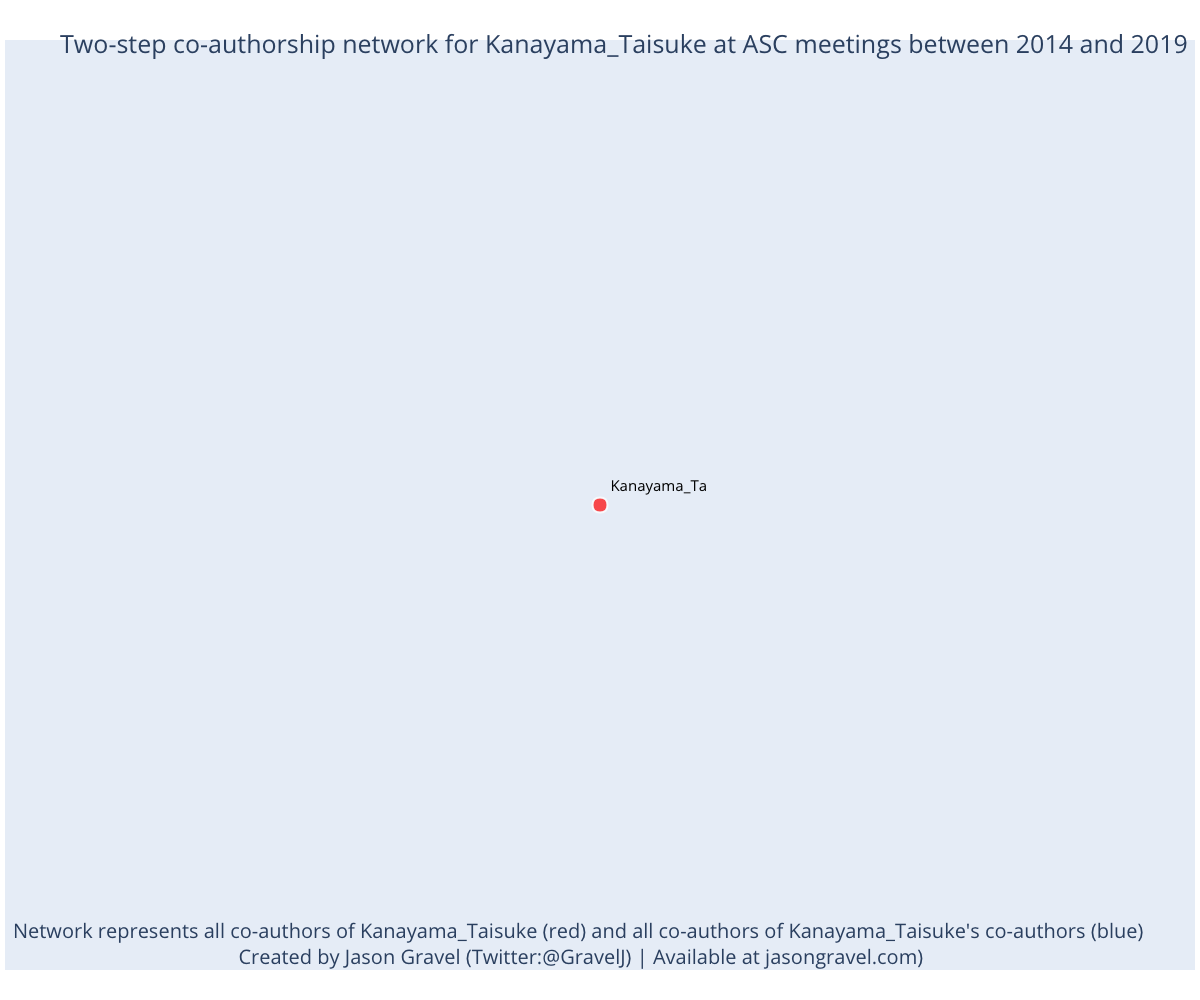 Two-step co-authorship network for Kanayama_Taisuke at ASC meetings between 2014 and 2019
Kanayama_Ta
Network represents all co-authors of Kanayama_Taisuke (red) and all co-authors of Kanayama_Taisuke's co-authors (blue)
Created by Jason Gravel (Twitter:@GravelJ) | Available at jasongravel.com)